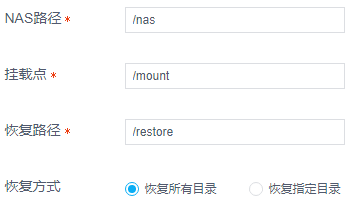 NAS路径 * /nas
挂载点 * /mount
恢复路径 * /restore
恢复方式 恢复所有目录 恢复指定目录